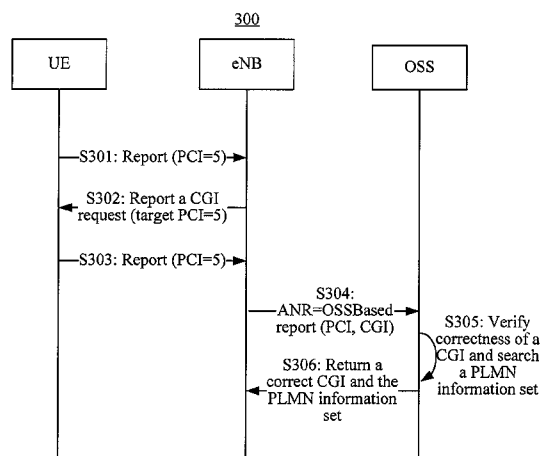 300
UE
eNB
OSS
S301: Report (PCI=5)
S302: Report a CGI
request (target PCI=5)
S303: Report (PCI=5)
S304:
ANR=OSSBased
report (PCI, CGI)
S305: Verify
correctness of a
CGI and search
a PLMN
information set
S306: Return a
correct CGI and the
PLMN information
set